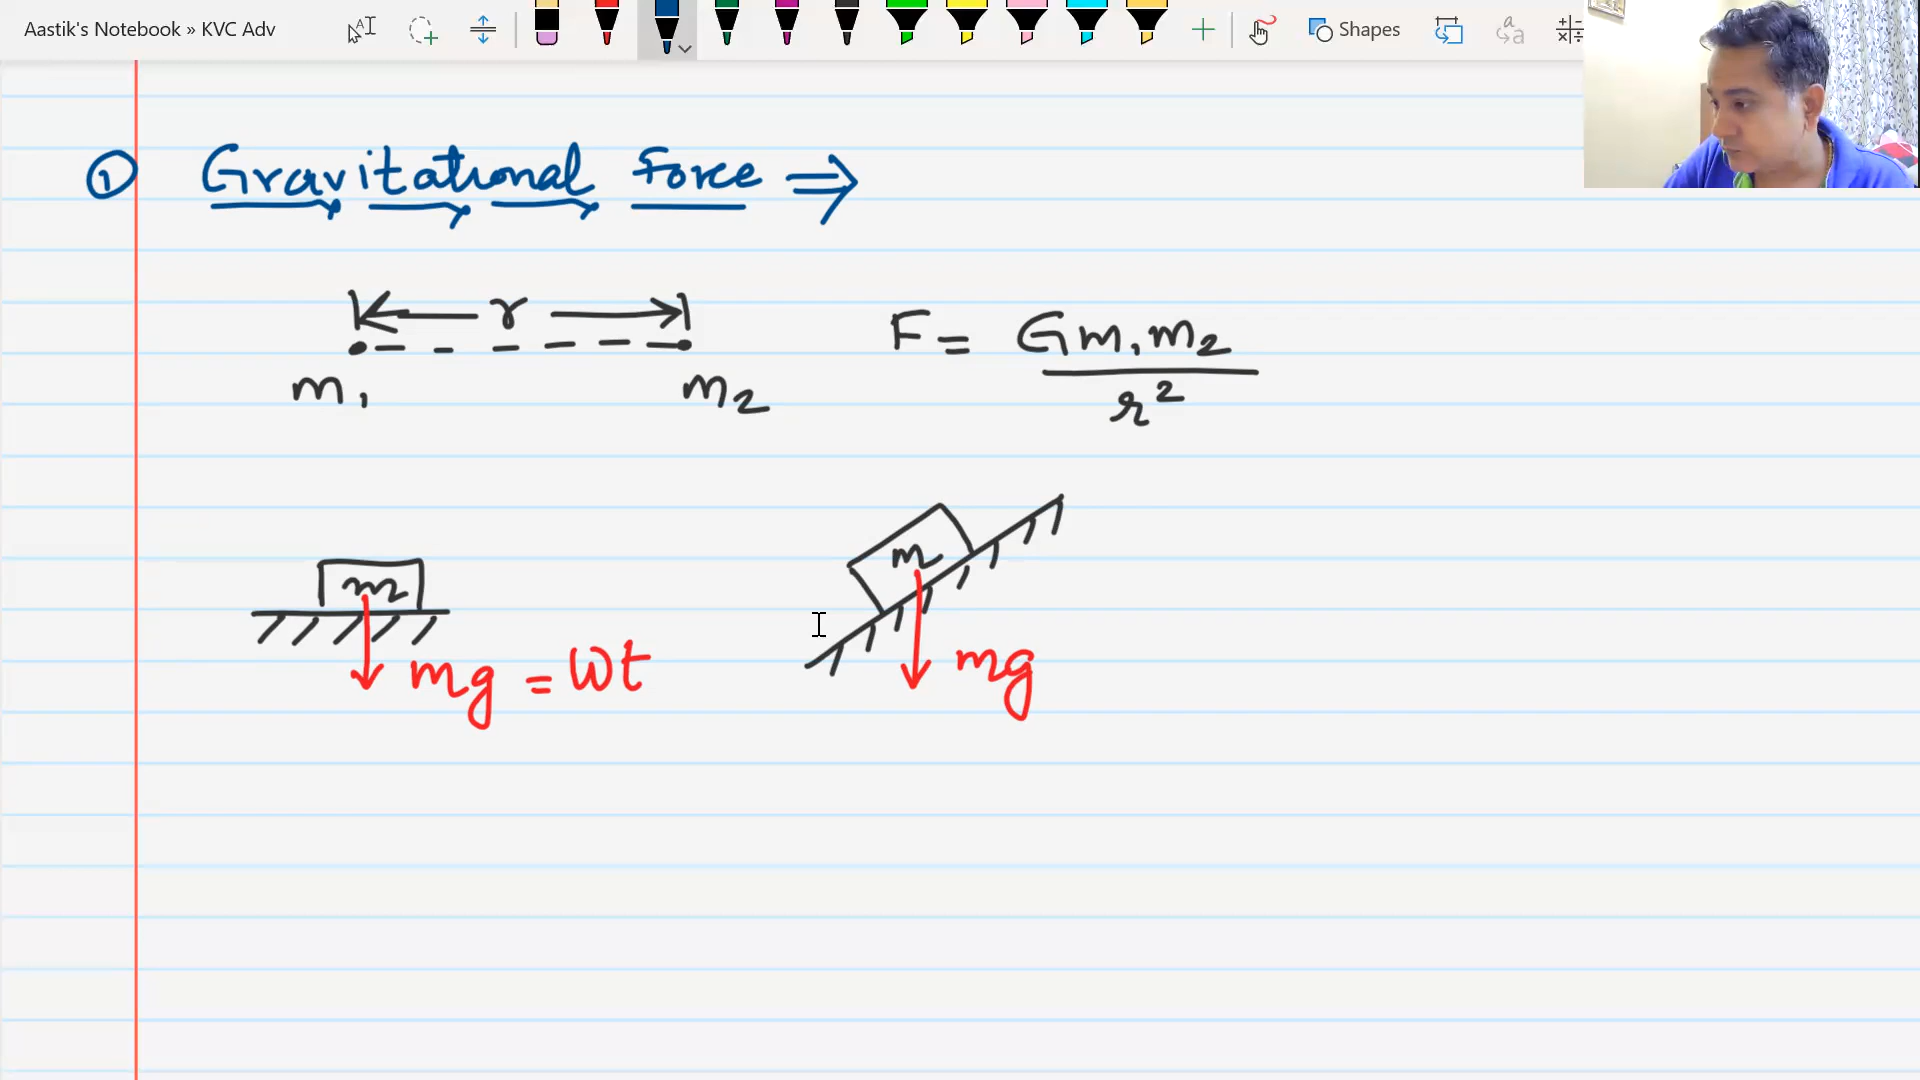 Aastik's Notebook » KVC Adv
Shapes
① Gravitational Force ⇒
r
m₁ m₂
F = Gm₁m₂ / r²
m
mg = Wt
m
mg